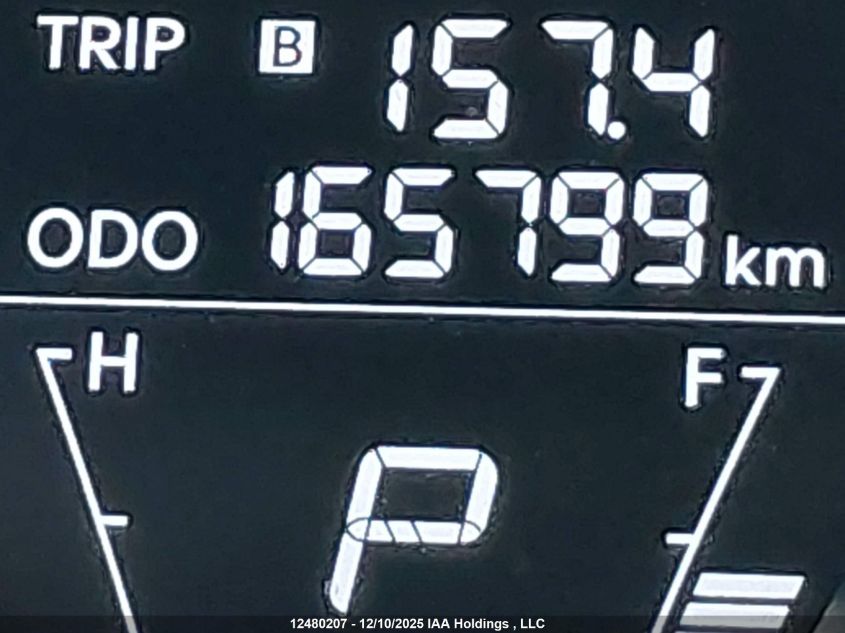 TRIP B 157.4
ODO 165799 km
H F
P
12480207 - 12/10/2025 IAA Holdings , LLC